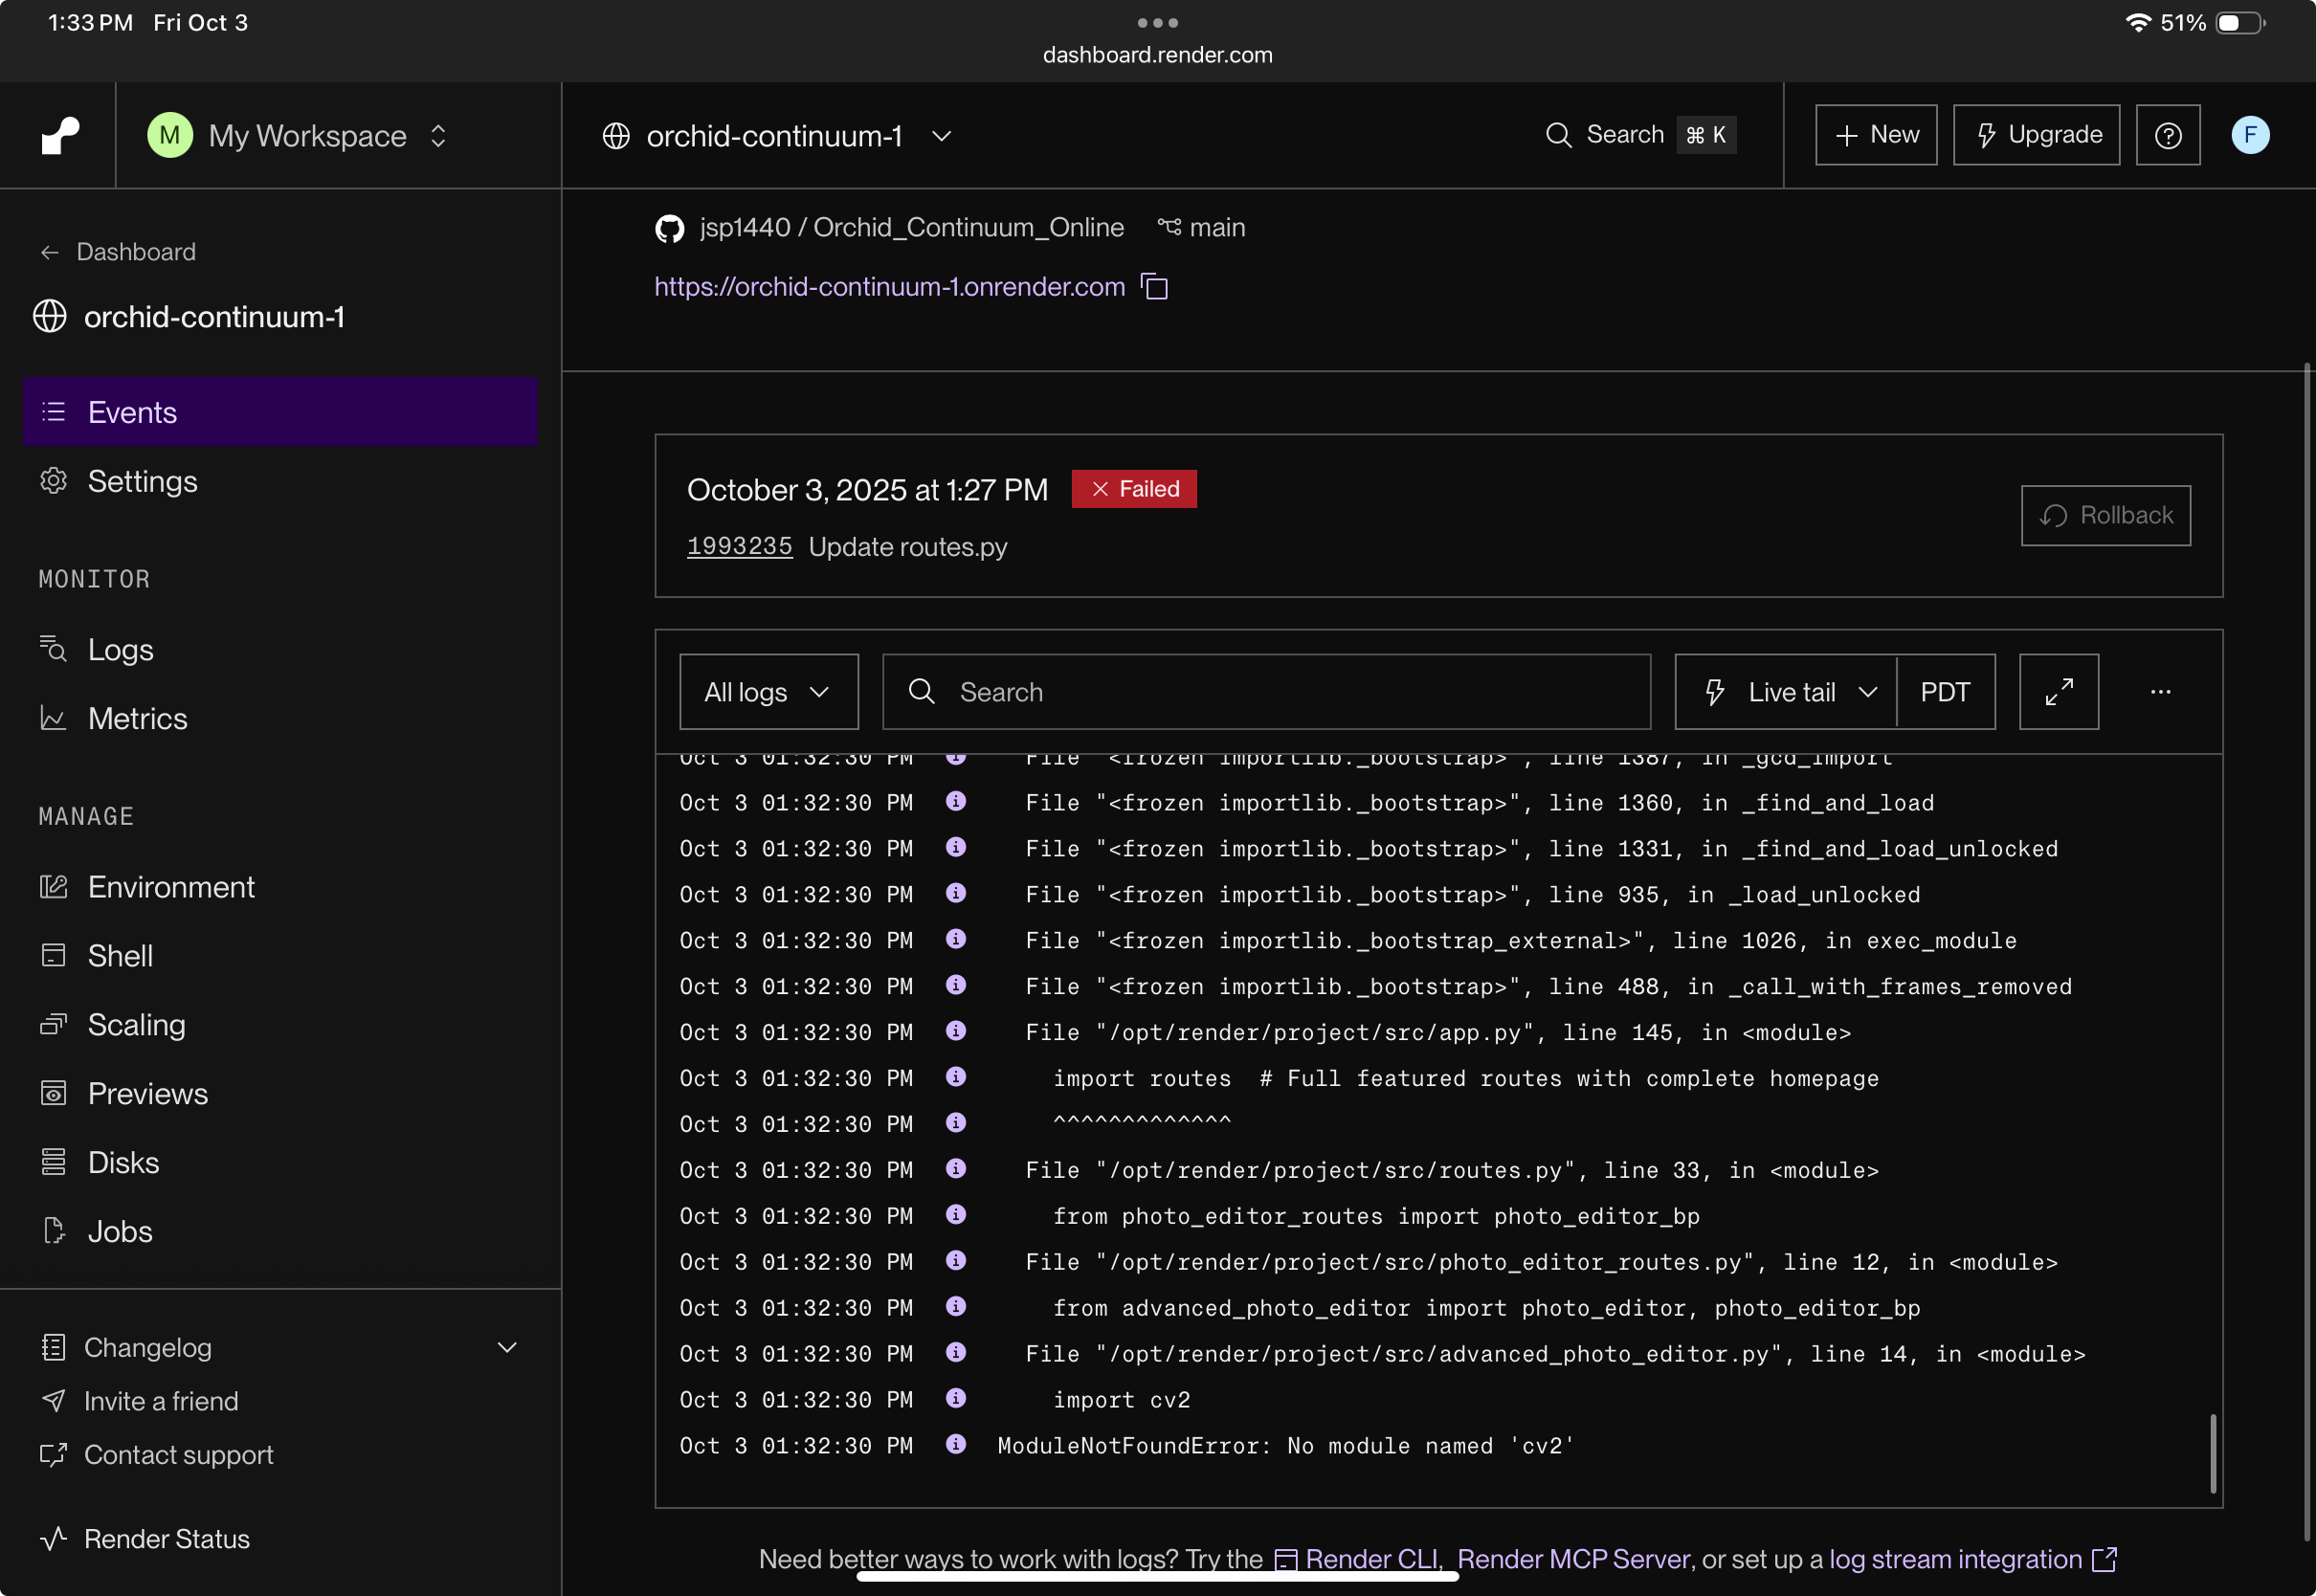 1:33 PM Fri Oct 3
51%
dashboard.render.com
M My Workspace
orchid-continuum-1
Search ⌘ K
+ New
Upgrade
F
← Dashboard
orchid-continuum-1
Events
Settings
MONITOR
Logs
Metrics
MANAGE
Environment
Shell
Scaling
Previews
Disks
Jobs
Changelog
Invite a friend
Contact support
Render Status
jsp1440 / Orchid_Continuum_Online main
https://orchid-continuum-1.onrender.com
October 3, 2025 at 1:27 PM × Failed
1993235 Update routes.py
Rollback
All logs
Search
Live tail
PDT
...
Oct 3 01:32:30 PM File "<frozen importlib._bootstrap>", line 1387, in _gcd_import
Oct 3 01:32:30 PM File "<frozen importlib._bootstrap>", line 1360, in _find_and_load
Oct 3 01:32:30 PM File "<frozen importlib._bootstrap>", line 1331, in _find_and_load_unlocked
Oct 3 01:32:30 PM File "<frozen importlib._bootstrap>", line 935, in _load_unlocked
Oct 3 01:32:30 PM File "<frozen importlib._bootstrap_external>", line 1026, in exec_module
Oct 3 01:32:30 PM File "<frozen importlib._bootstrap>", line 488, in _call_with_frames_removed
Oct 3 01:32:30 PM File "/opt/render/project/src/app.py", line 145, in <module>
Oct 3 01:32:30 PM import routes # Full featured routes with complete homepage
Oct 3 01:32:30 PM ^^^^^^^^^^^^^
Oct 3 01:32:30 PM File "/opt/render/project/src/routes.py", line 33, in <module>
Oct 3 01:32:30 PM from photo_editor_routes import photo_editor_bp
Oct 3 01:32:30 PM File "/opt/render/project/src/photo_editor_routes.py", line 12, in <module>
Oct 3 01:32:30 PM from advanced_photo_editor import photo_editor, photo_editor_bp
Oct 3 01:32:30 PM File "/opt/render/project/src/advanced_photo_editor.py", line 14, in <module>
Oct 3 01:32:30 PM import cv2
Oct 3 01:32:30 PM ModuleNotFoundError: No module named 'cv2'
Need better ways to work with logs? Try the Render CLI, Render MCP Server, or set up a log stream integration